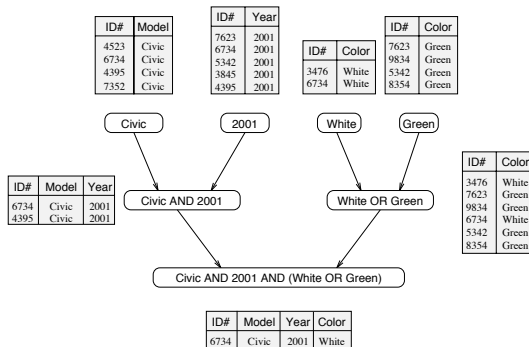 ID# Model
4523 Civic
6734 Civic
4395 Civic
7352 Civic
ID# Year
7623 2001
6734 2001
5342 2001
3845 2001
4395 2001
ID# Color
3476 White
6734 White
ID# Color
7623 Green
9834 Green
5342 Green
8354 Green
Civic
2001
White
Green
ID# Model Year
6734 Civic 2001
4395 Civic 2001
Civic AND 2001
White OR Green
ID# Color
3476 White
7623 Green
9834 Green
6734 White
5342 Green
8354 Green
Civic AND 2001 AND (White OR Green)
ID# Model Year Color
6734 Civic 2001 White